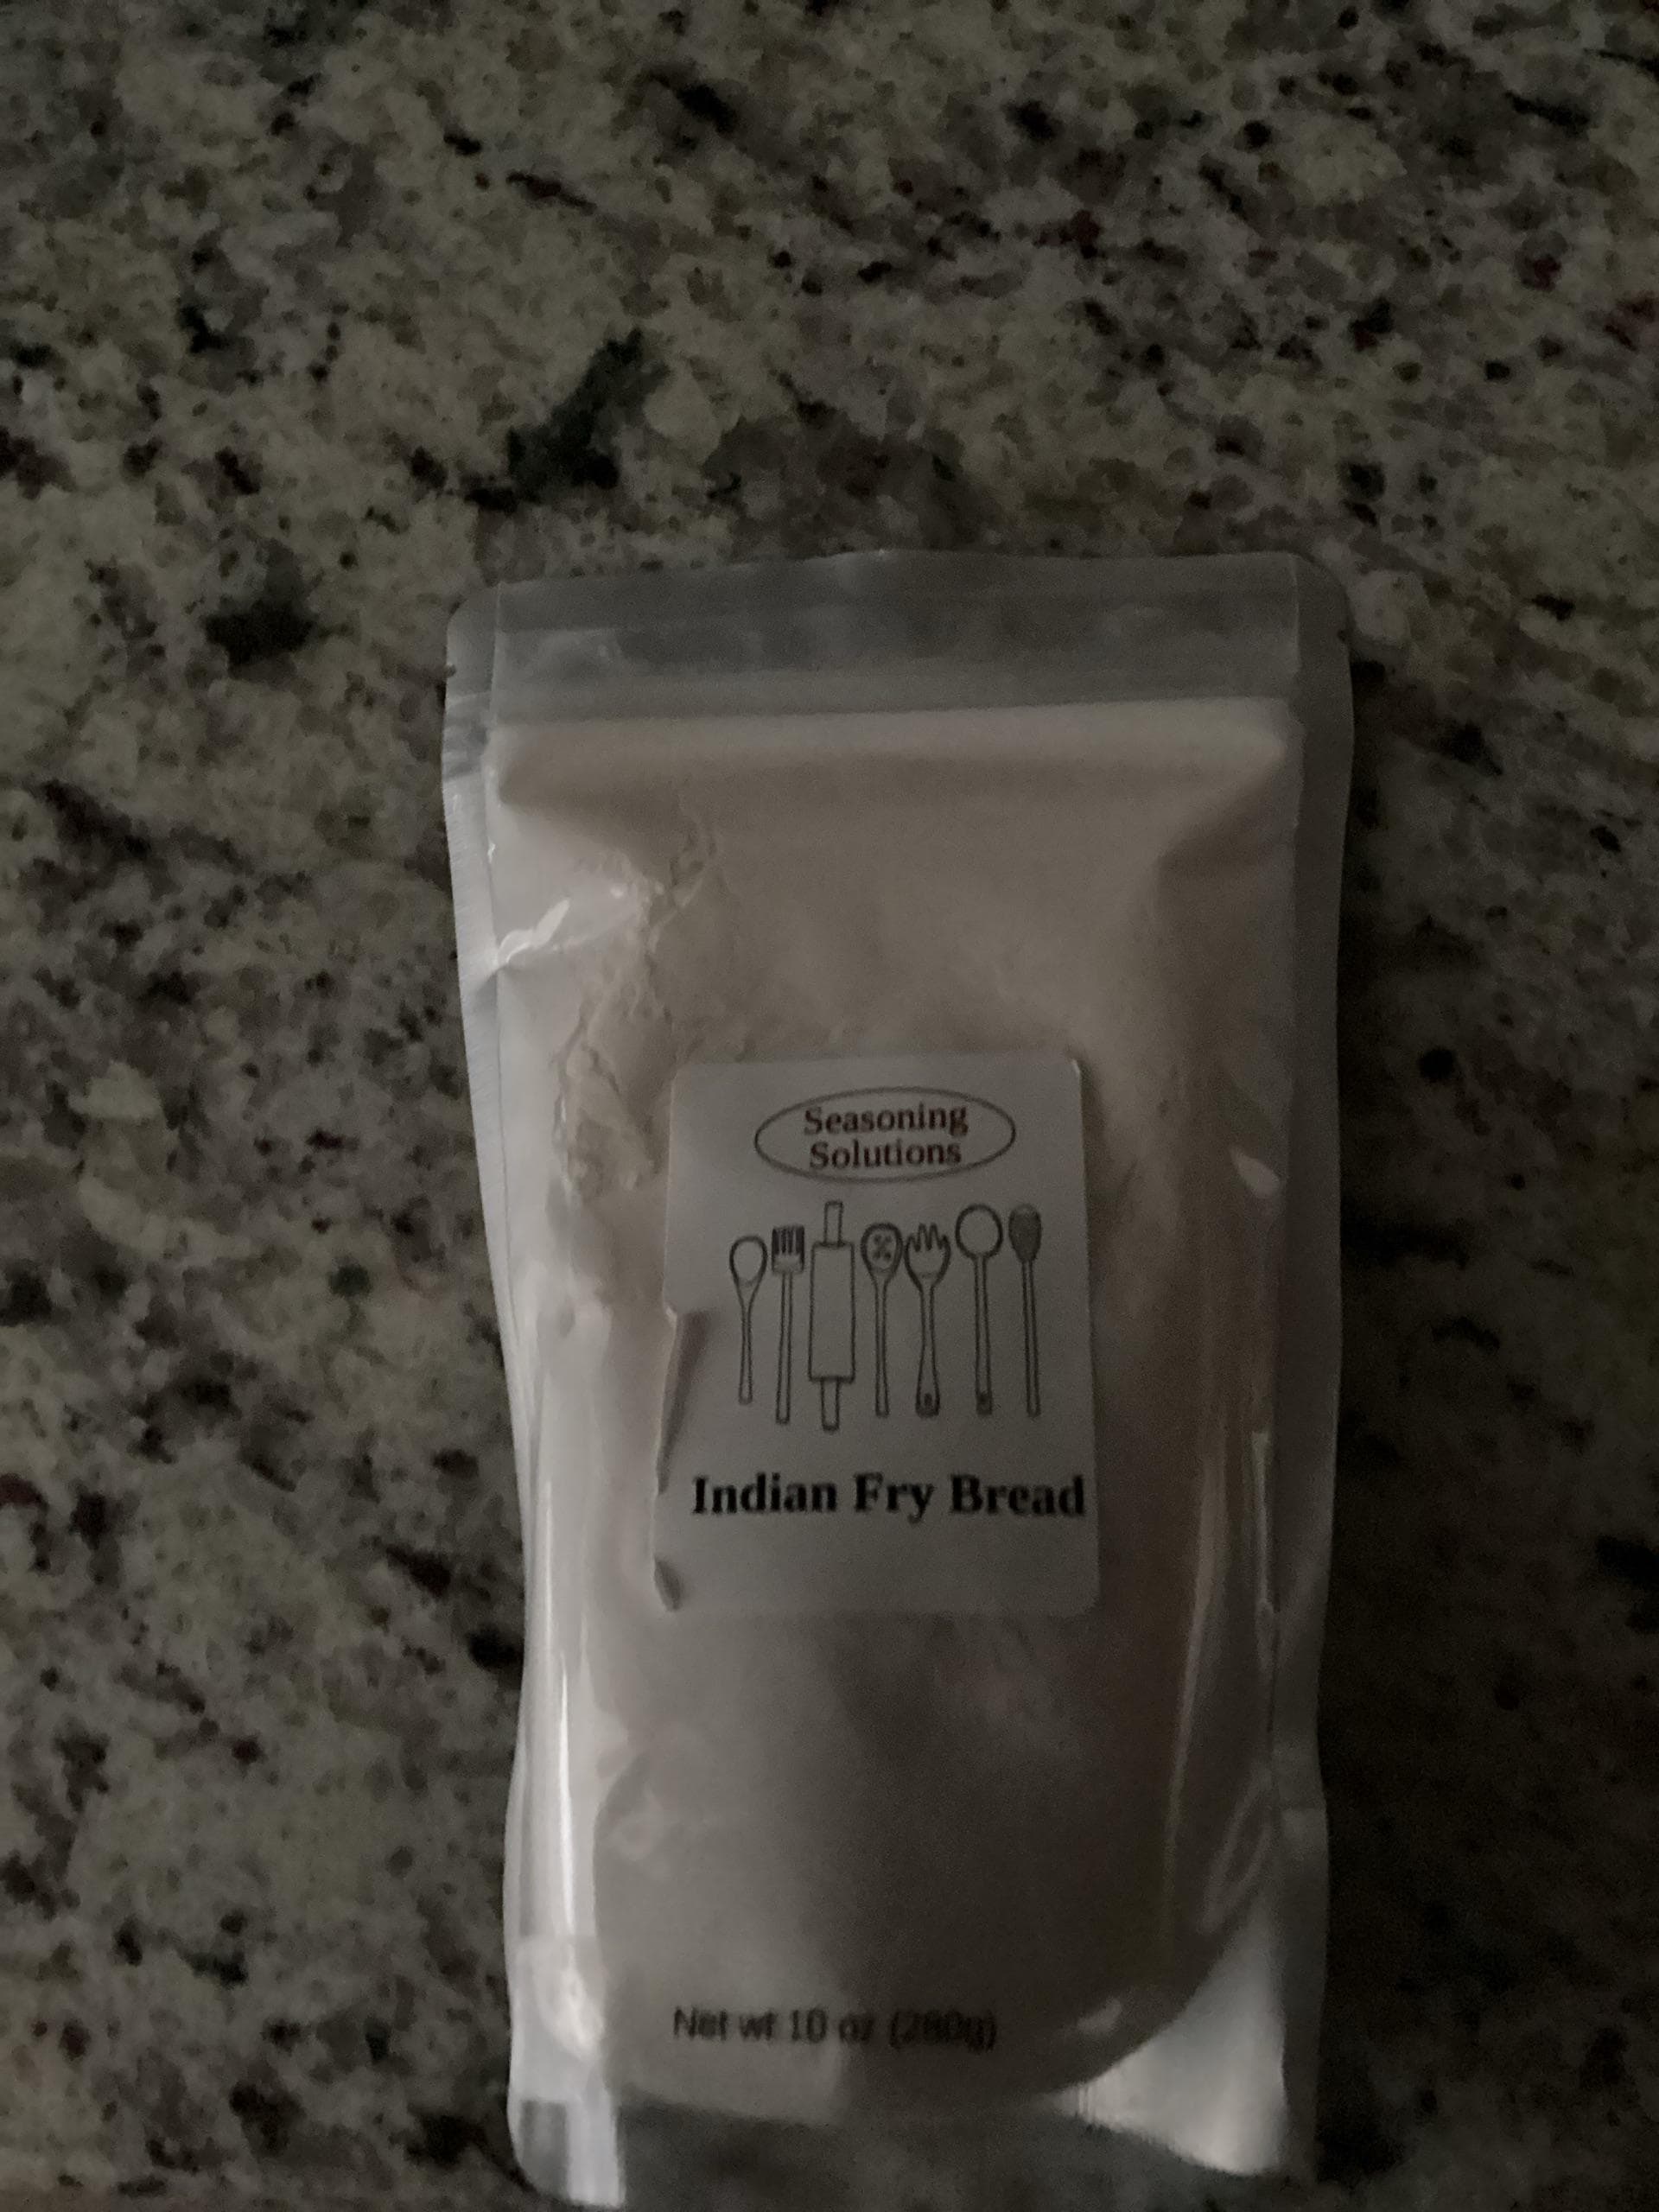 Seasoning
Solutions
Indian Fry Bread
Net wt 10 oz (280g)